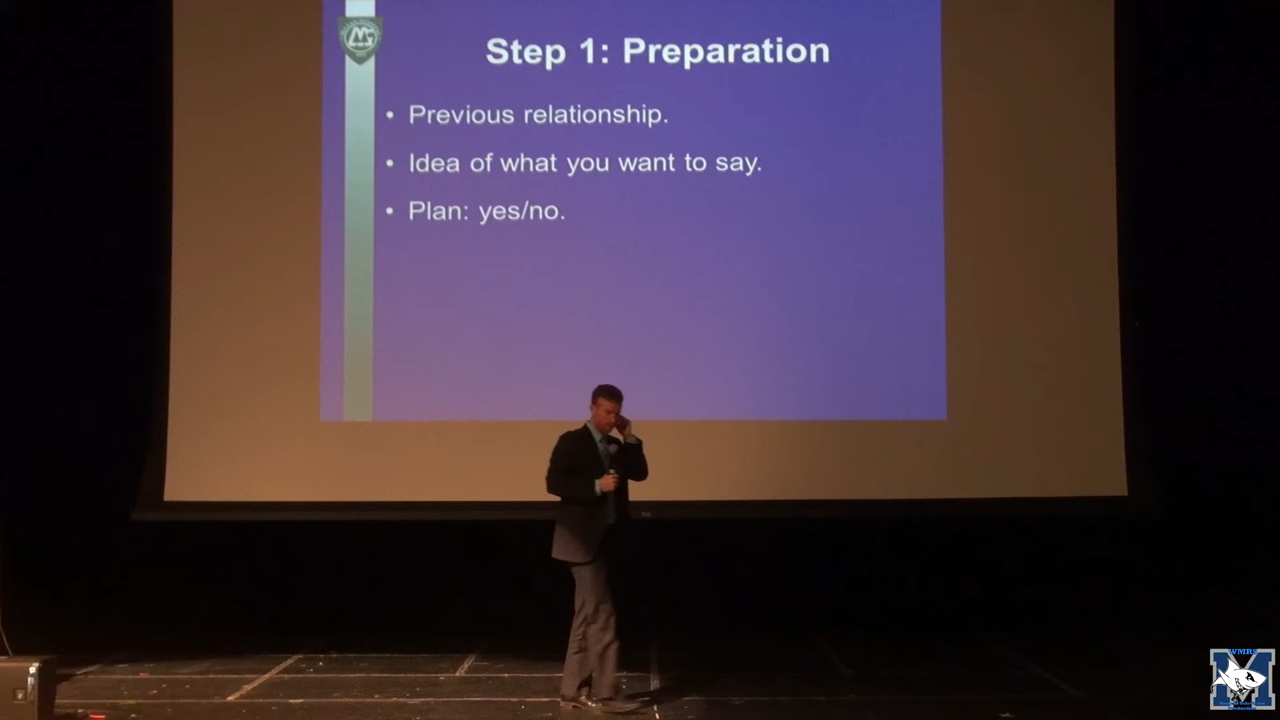 Step 1: Preparation
• Previous relationship.
• Idea of what you want to say.
• Plan: yes/no.
WMRS